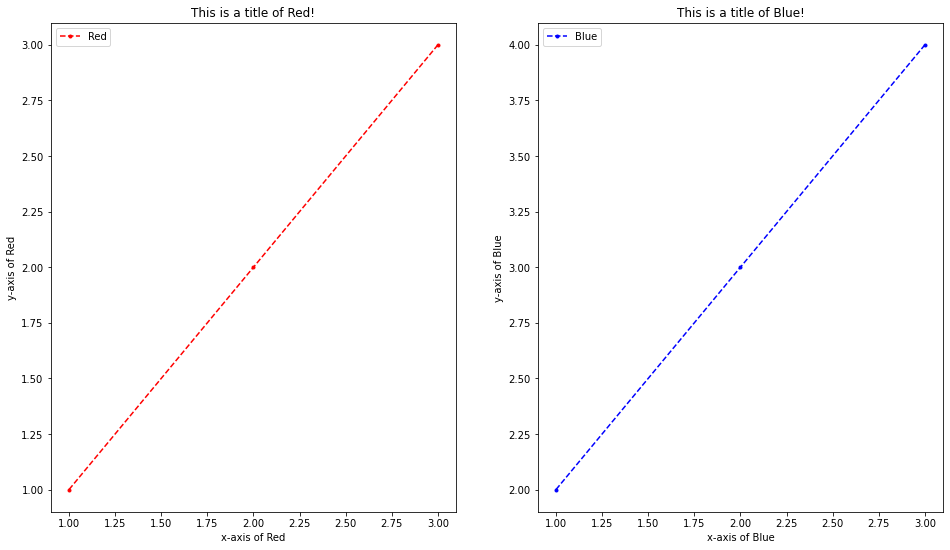 This is a title of Red!
Red
3.00
2.75
2.50
2.25
2.00
1.75
1.50
1.25
1.00
y-axis of Red
1.00 1.25 1.50 1.75 2.00 2.25 2.50 2.75 3.00
x-axis of Red
This is a title of Blue!
Blue
4.00
3.75
3.50
3.25
3.00
2.75
2.50
2.25
2.00
y-axis of Blue
1.00 1.25 1.50 1.75 2.00 2.25 2.50 2.75 3.00
x-axis of Blue